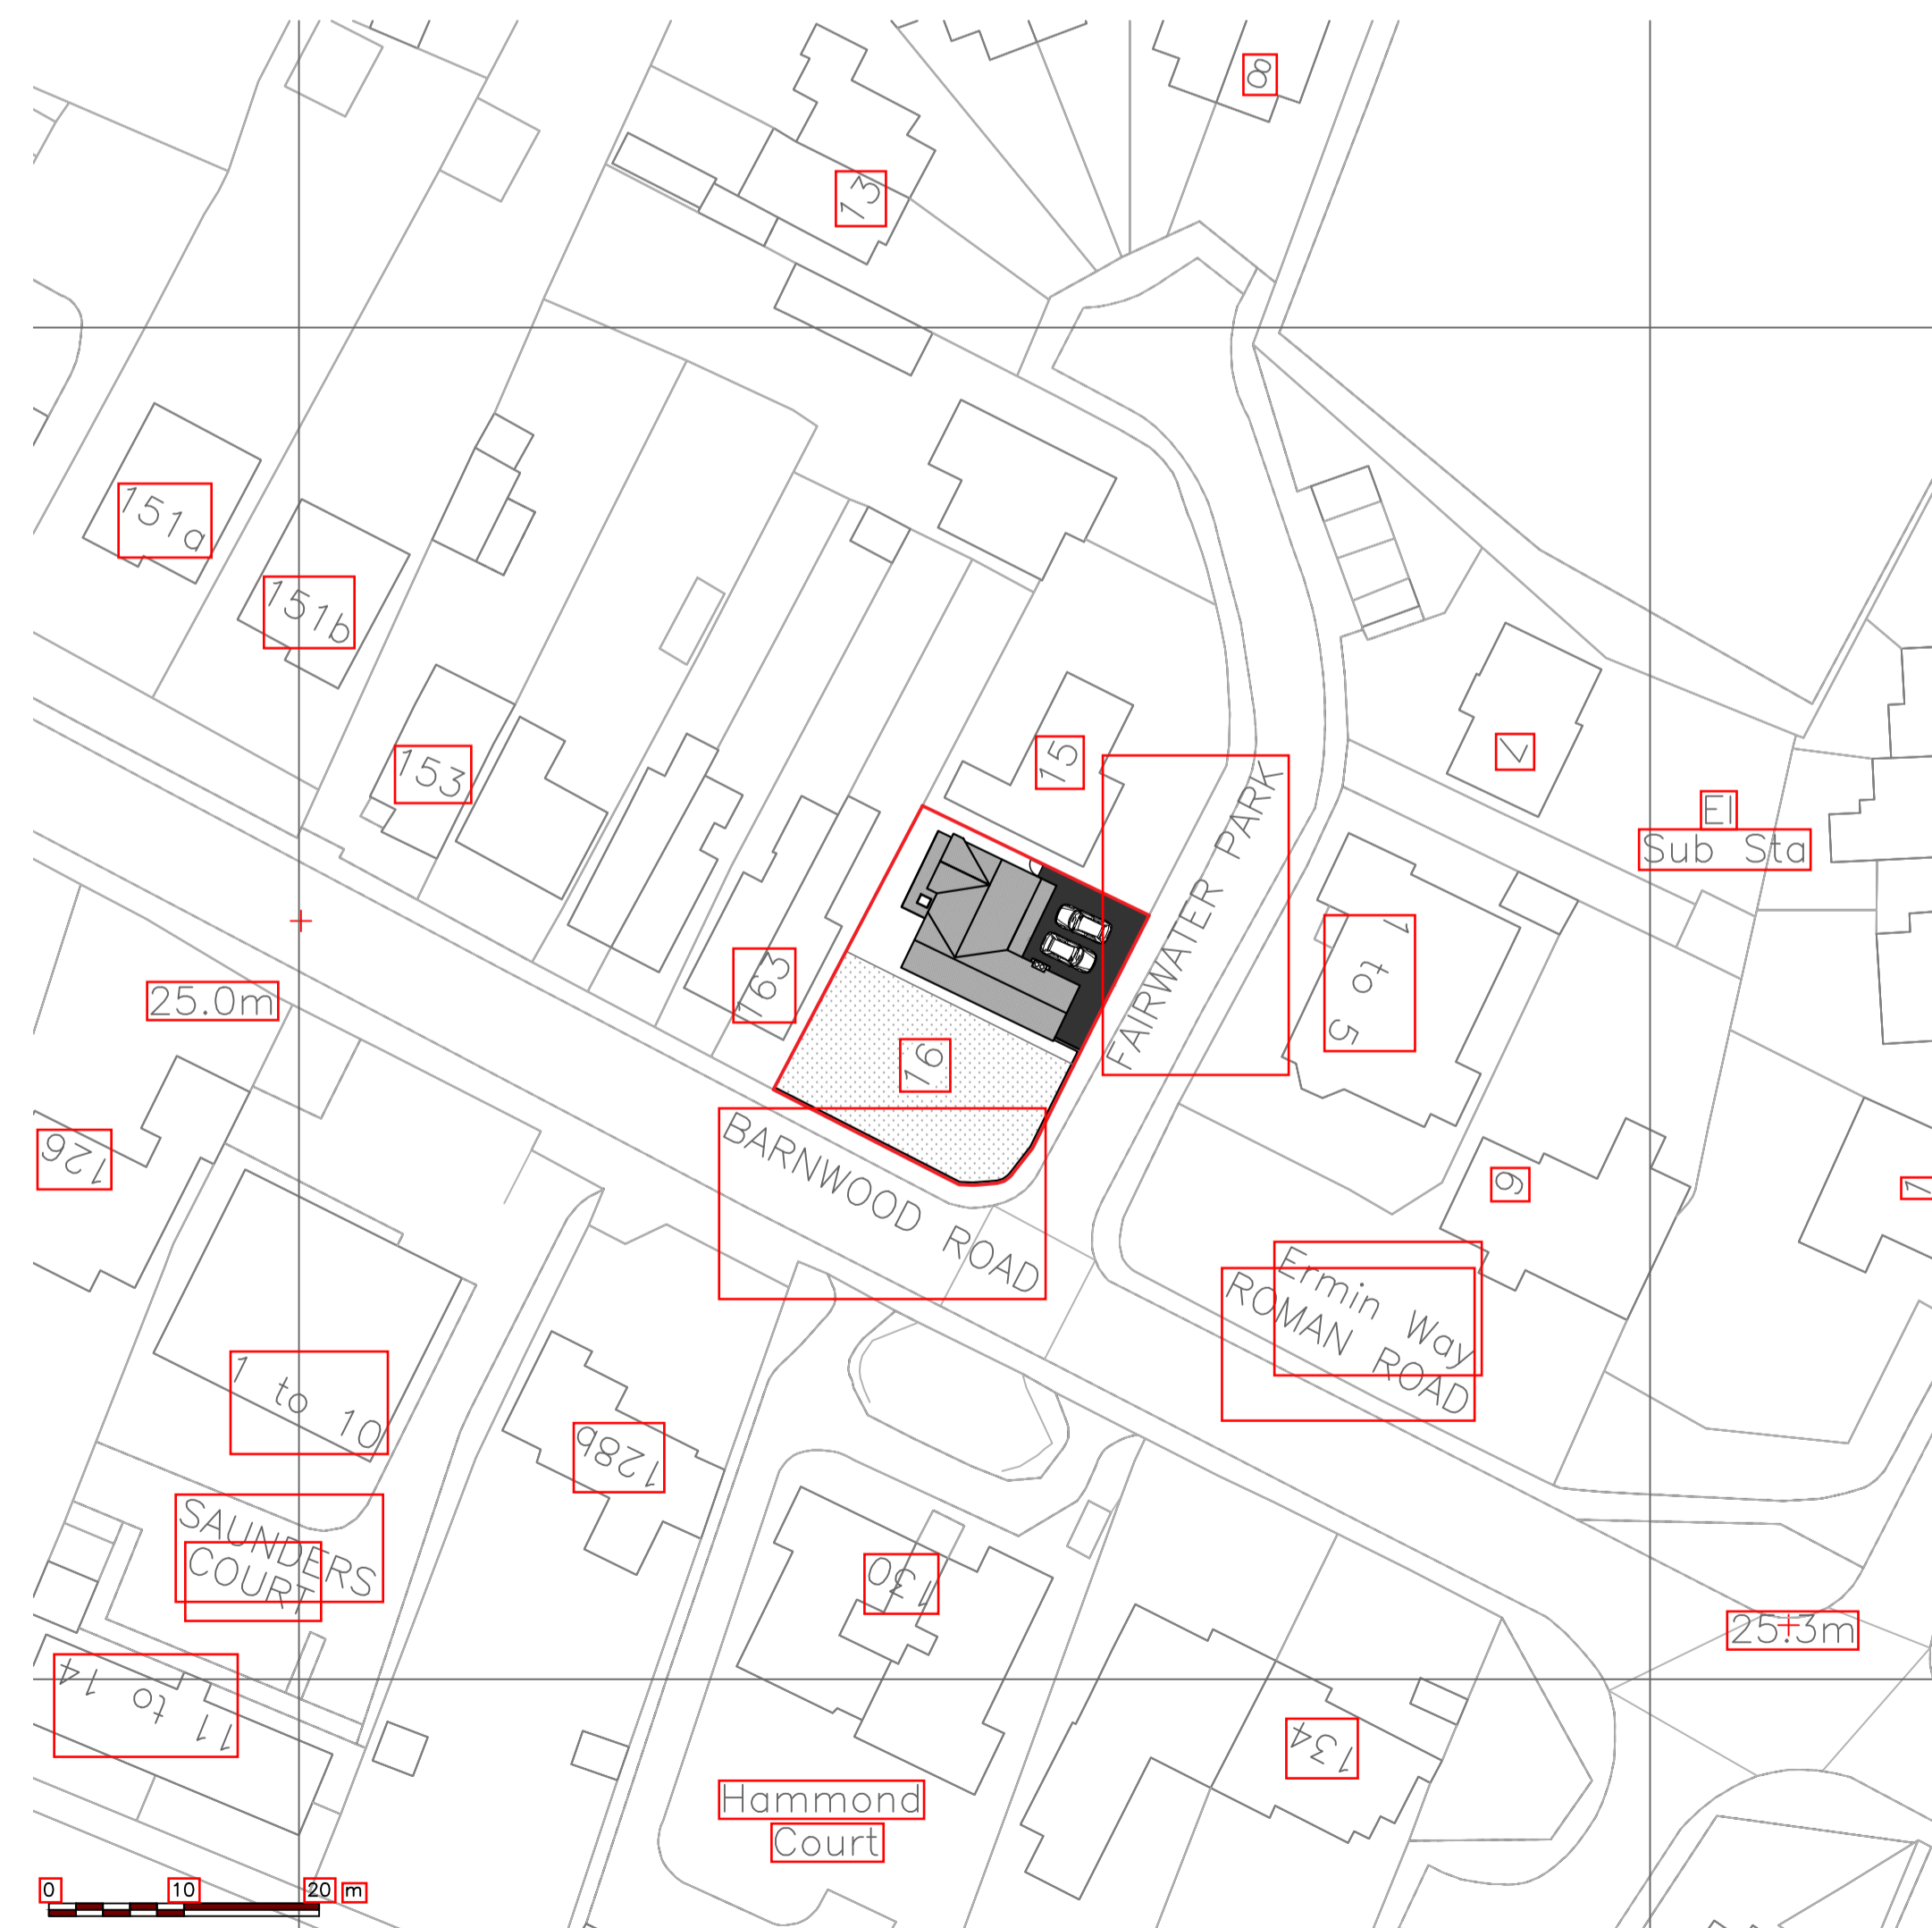 8
13
151a
151b
153
15
7
El
Sub Sta
FAIRWATER PARK
1 to 5
163
25.0m
16
126
BARNWOOD ROAD
9
1
Ermin Way
ROMAN ROAD
1 to 10
128b
SAUNDERS
COURT
130
25.3m
11 to 14
134
Hammond
Court
0 10 20 m